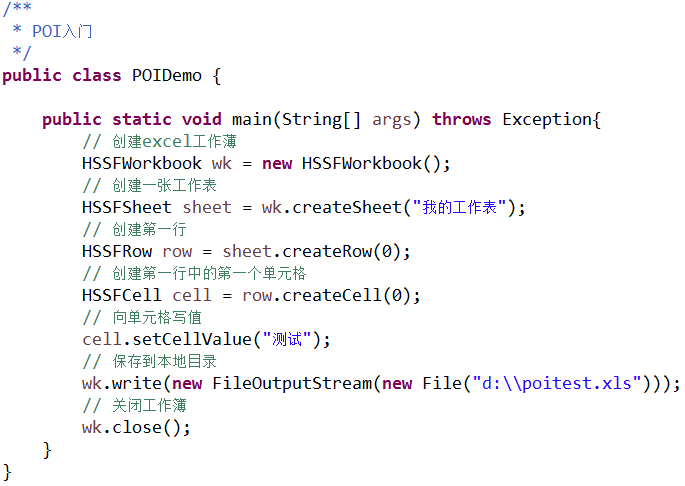 /**
 * POI入门
 */
public class POIDemo {

    public static void main(String[] args) throws Exception{
        // 创建excel工作薄
        HSSFWorkbook wk = new HSSFWorkbook();
        // 创建一张工作表
        HSSFSheet sheet = wk.createSheet("我的工作表");
        // 创建第一行
        HSSFRow row = sheet.createRow(0);
        // 创建第一行中的第一个单元格
        HSSFCell cell = row.createCell(0);
        // 向单元格写值
        cell.setCellValue("测试");
        // 保存到本地目录
        wk.write(new FileOutputStream(new File("d:\\poitest.xls")));
        // 关闭工作簿
        wk.close();
    }
}